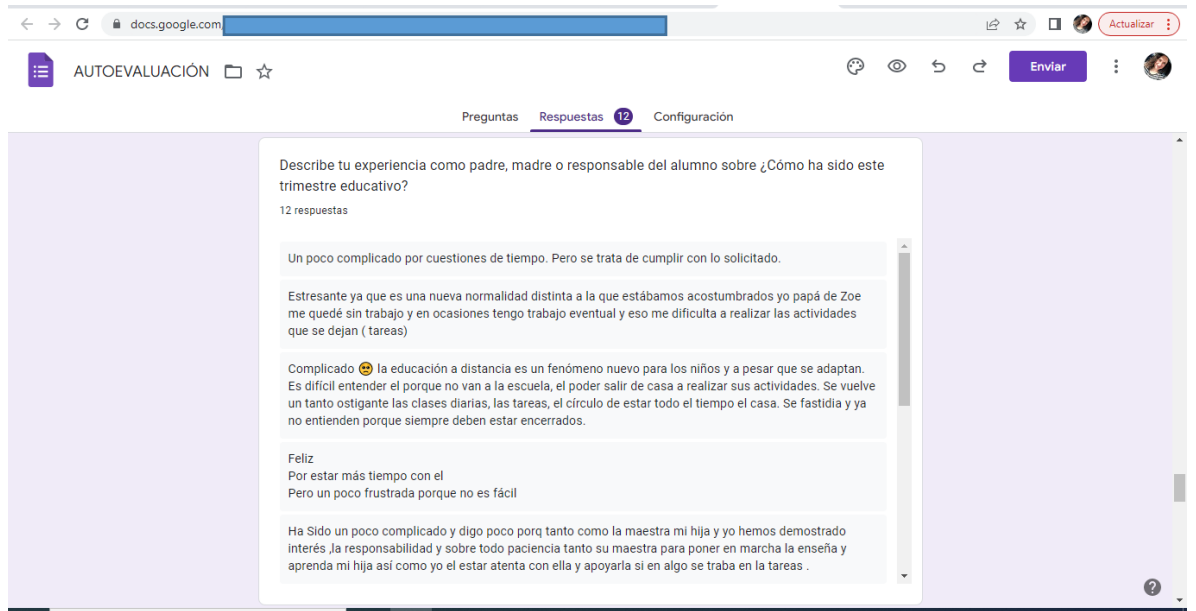 docs.google.com
Actualizar
AUTOEVALUACIÓN
Enviar
Preguntas Respuestas 12 Configuración
Describe tu experiencia como padre, madre o responsable del alumno sobre ¿Cómo ha sido este
trimestre educativo?
12 respuestas
Un poco complicado por cuestiones de tiempo. Pero se trata de cumplir con lo solicitado.
Estresante ya que es una nueva normalidad distinta a la que estábamos acostumbrados yo papá de Zoe
me quedé sin trabajo y en ocasiones tengo trabajo eventual y eso me dificulta a realizar las actividades
que se dejan ( tareas)
Complicado 🥺 la educación a distancia es un fenómeno nuevo para los niños y a pesar que se adaptan.
Es difícil entender el porque no van a la escuela, el poder salir de casa a realizar sus actividades. Se vuelve
un tanto ostigante las clases diarias, las tareas, el círculo de estar todo el tiempo el casa. Se fastidia y ya
no entienden porque siempre deben estar encerrados.
Feliz
Por estar más tiempo con el
Pero un poco frustrada porque no es fácil
Ha Sido un poco complicado y digo poco porq tanto como la maestra mi hija y yo hemos demostrado
interés ,la responsabilidad y sobre todo paciencia tanto su maestra para poner en marcha la enseña y
aprenda mi hija así como yo el estar atenta con ella y apoyarla si en algo se traba en la tareas .